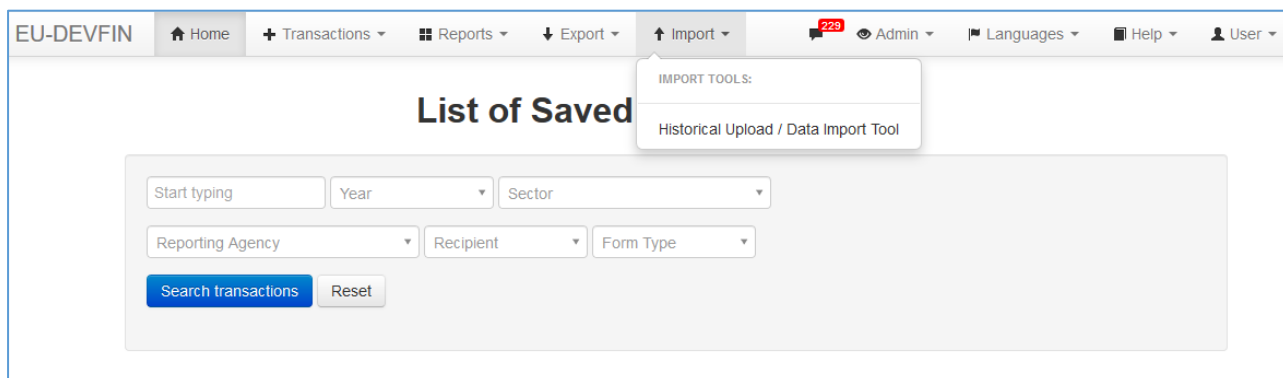 EU-DEVFIN Home Transactions Reports Export Import 229 Admin Languages Help User
IMPORT TOOLS:
List of Saved
Historical Upload / Data Import Tool
Start typing Year Sector
Reporting Agency Recipient Form Type
Search transactions Reset